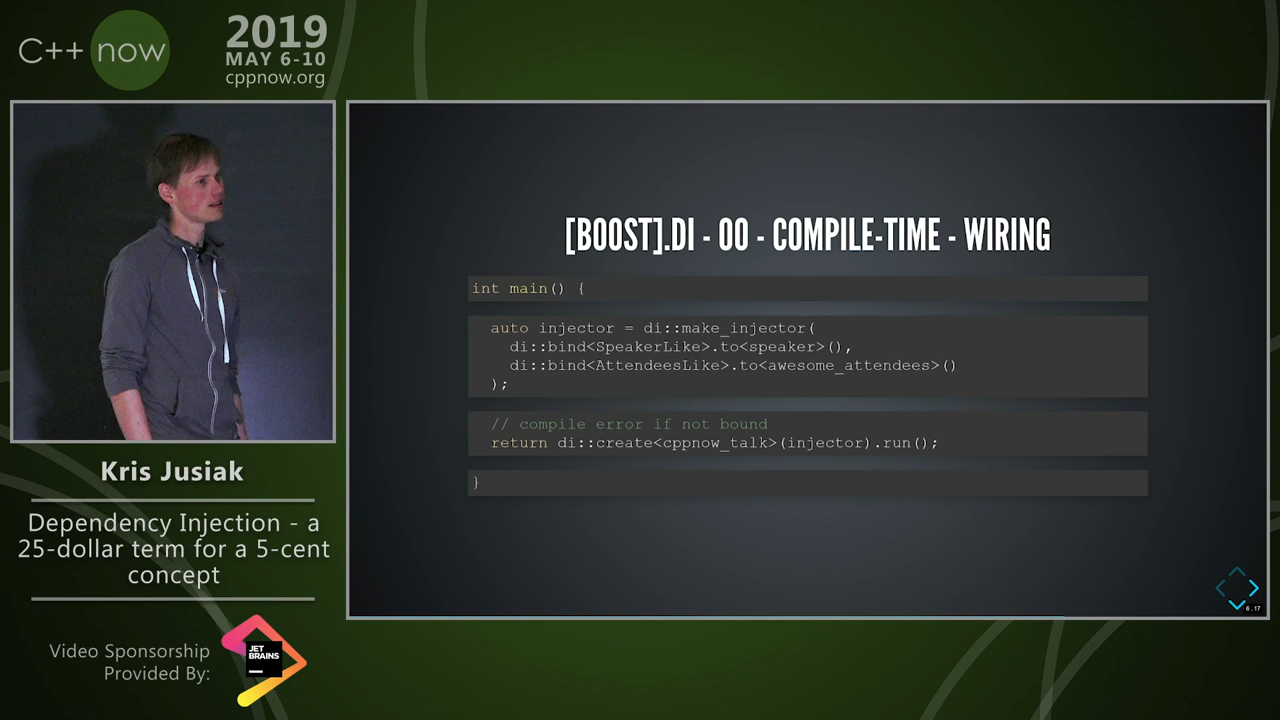 C++ now
2019
MAY 6-10
cppnow.org
[BOOST].DI - OO - COMPILE-TIME - WIRING
int main() {
auto injector = di::make_injector(
di::bind<SpeakerLike>.to<speaker>(),
di::bind<AttendeesLike>.to<awesome_attendees>()
);
// compile error if not bound
return di::create<cppnow_talk>(injector).run();
}
6.17
Kris Jusiak
Dependency Injection - a
25-dollar term for a 5-cent
concept
Video Sponsorship
Provided By:
JET
BRAINS